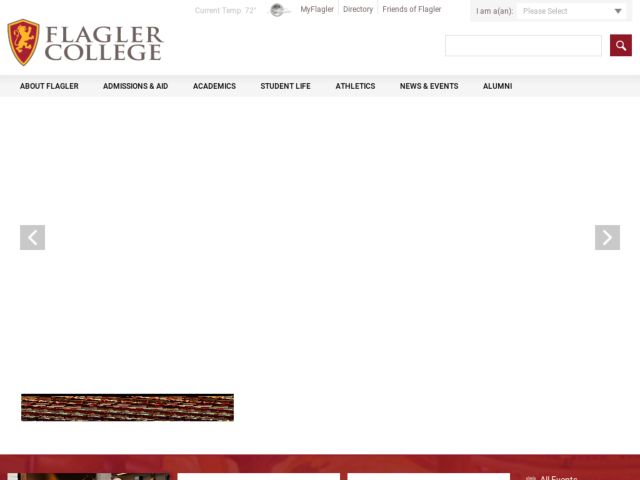 Current Temp 72°
MyFlagler
Directory
Friends of Flagler
I am a(an):
Please Select
FLAGLER
COLLEGE
ABOUT FLAGLER
ADMISSIONS & AID
ACADEMICS
STUDENT LIFE
ATHLETICS
NEWS & EVENTS
ALUMNI
All Events